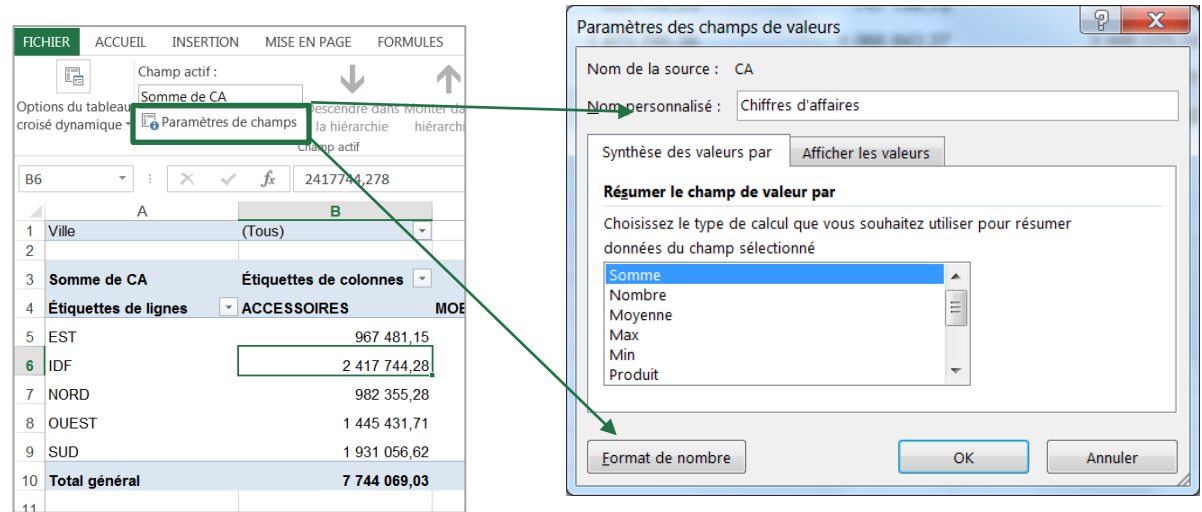 FICHIER ACCUEIL INSERTION MISE EN PAGE FORMULES
Champ actif :
Somme de CA
Options du tableau
croisé dynamique
Paramètres de champs
Descendre dans
la hiérarchie
Monter da
hiérarchi
Champ actif
B6 fx 2417744,278
A B
1 Ville (Tous)
2
3 Somme de CA Étiquettes de colonnes
4 Étiquettes de lignes ACCESSOIRES MOB
5 EST 967 481,15
6 IDF 2 417 744,28
7 NORD 982 355,28
8 OUEST 1 445 431,71
9 SUD 1 931 056,62
10 Total général 7 744 069,03
11
Paramètres des champs de valeurs
Nom de la source : CA
Nom personnalisé : Chiffres d'affaires
Synthèse des valeurs par Afficher les valeurs
Résumer le champ de valeur par
Choisissez le type de calcul que vous souhaitez utiliser pour résumer
données du champ sélectionné
Somme
Nombre
Moyenne
Max
Min
Produit
Format de nombre OK Annuler